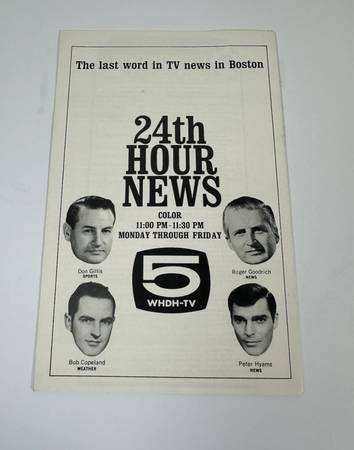 The last word in TV news in Boston
24th
HOUR
NEWS
COLOR
11:00 PM - 11:30 PM
MONDAY THROUGH FRIDAY
Don Gillis
SPORTS
Roger Goodrich
NEWS
5
WHDH-TV
Bob Copeland
WEATHER
Peter Hyams
NEWS